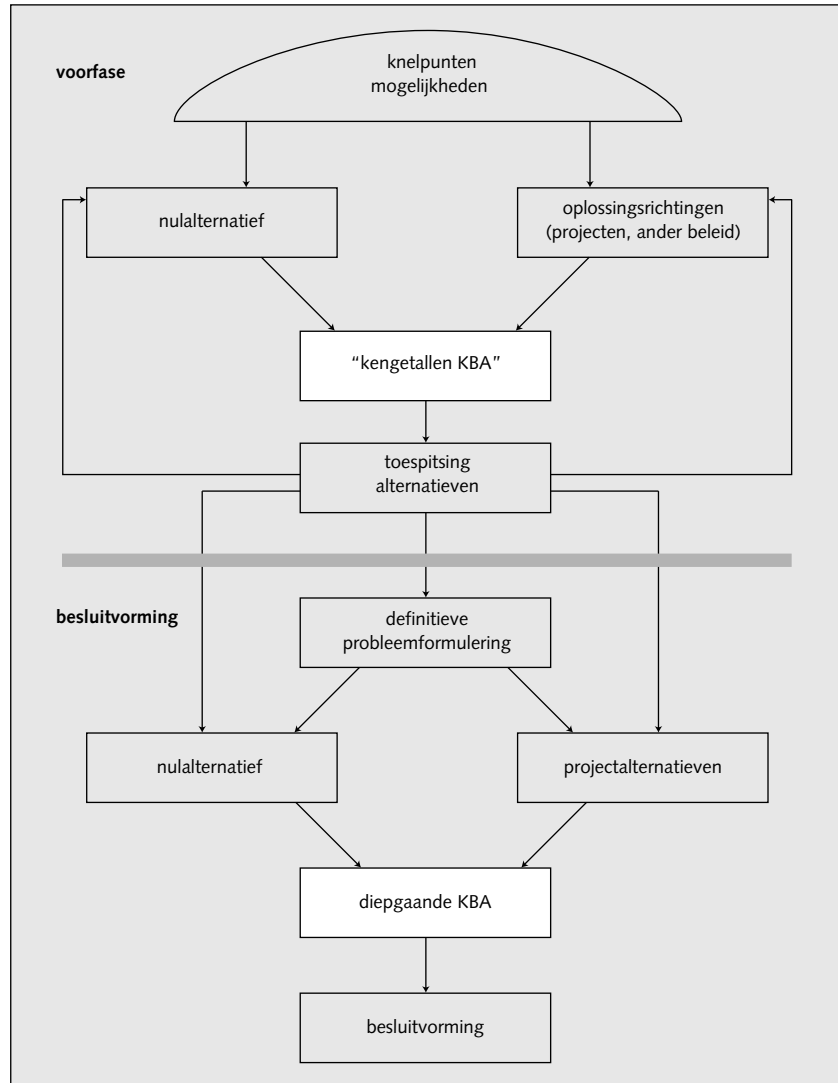 voorfase
knelpunten
mogelijkheden
nulalternatief
oplossingsrichtingen
(projecten, ander beleid)
“kengetallen KBA”
toespitsing
alternatieven
besluitvorming
definitieve
probleemformulering
nulalternatief
projectalternatieven
diepgaande KBA
besluitvorming